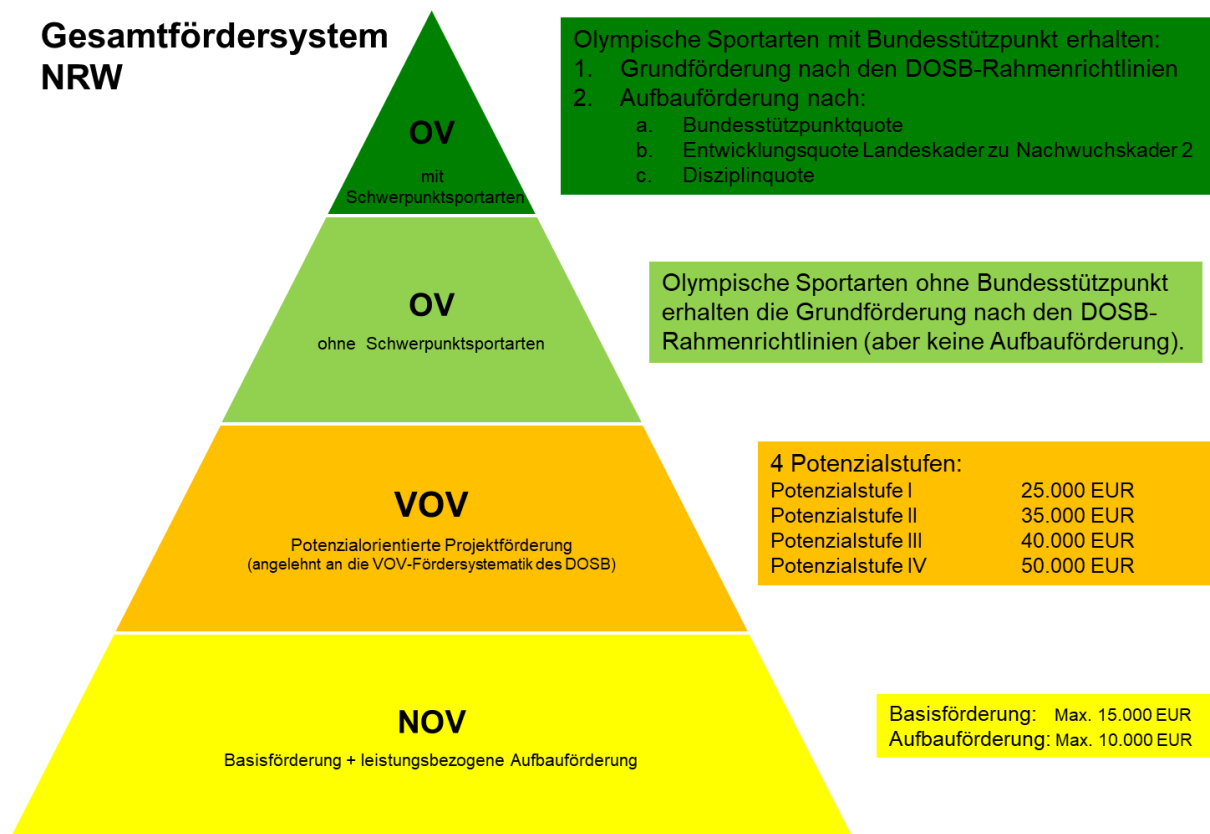 Gesamtfördersystem
NRW
OV
mit
Schwerpunktsportarten
Olympische Sportarten mit Bundesstützpunkt erhalten:
1. Grundförderung nach den DOSB-Rahmenrichtlinien
2. Aufbauförderung nach:
a. Bundesstützpunktquote
b. Entwicklungsquote Landeskader zu Nachwuchskader 2
c. Disziplinquote
OV
ohne Schwerpunktsportarten
Olympische Sportarten ohne Bundesstützpunkt
erhalten die Grundförderung nach den DOSB-
Rahmenrichtlinien (aber keine Aufbauförderung).
VOV
Potenzialorientierte Projektförderung
(angelehnt an die VOV-Fördersystematik des DOSB)
4 Potenzialstufen:
Potenzialstufe I 25.000 EUR
Potenzialstufe II 35.000 EUR
Potenzialstufe III 40.000 EUR
Potenzialstufe IV 50.000 EUR
NOV
Basisförderung + leistungsbezogene Aufbauförderung
Basisförderung: Max. 15.000 EUR
Aufbauförderung: Max. 10.000 EUR